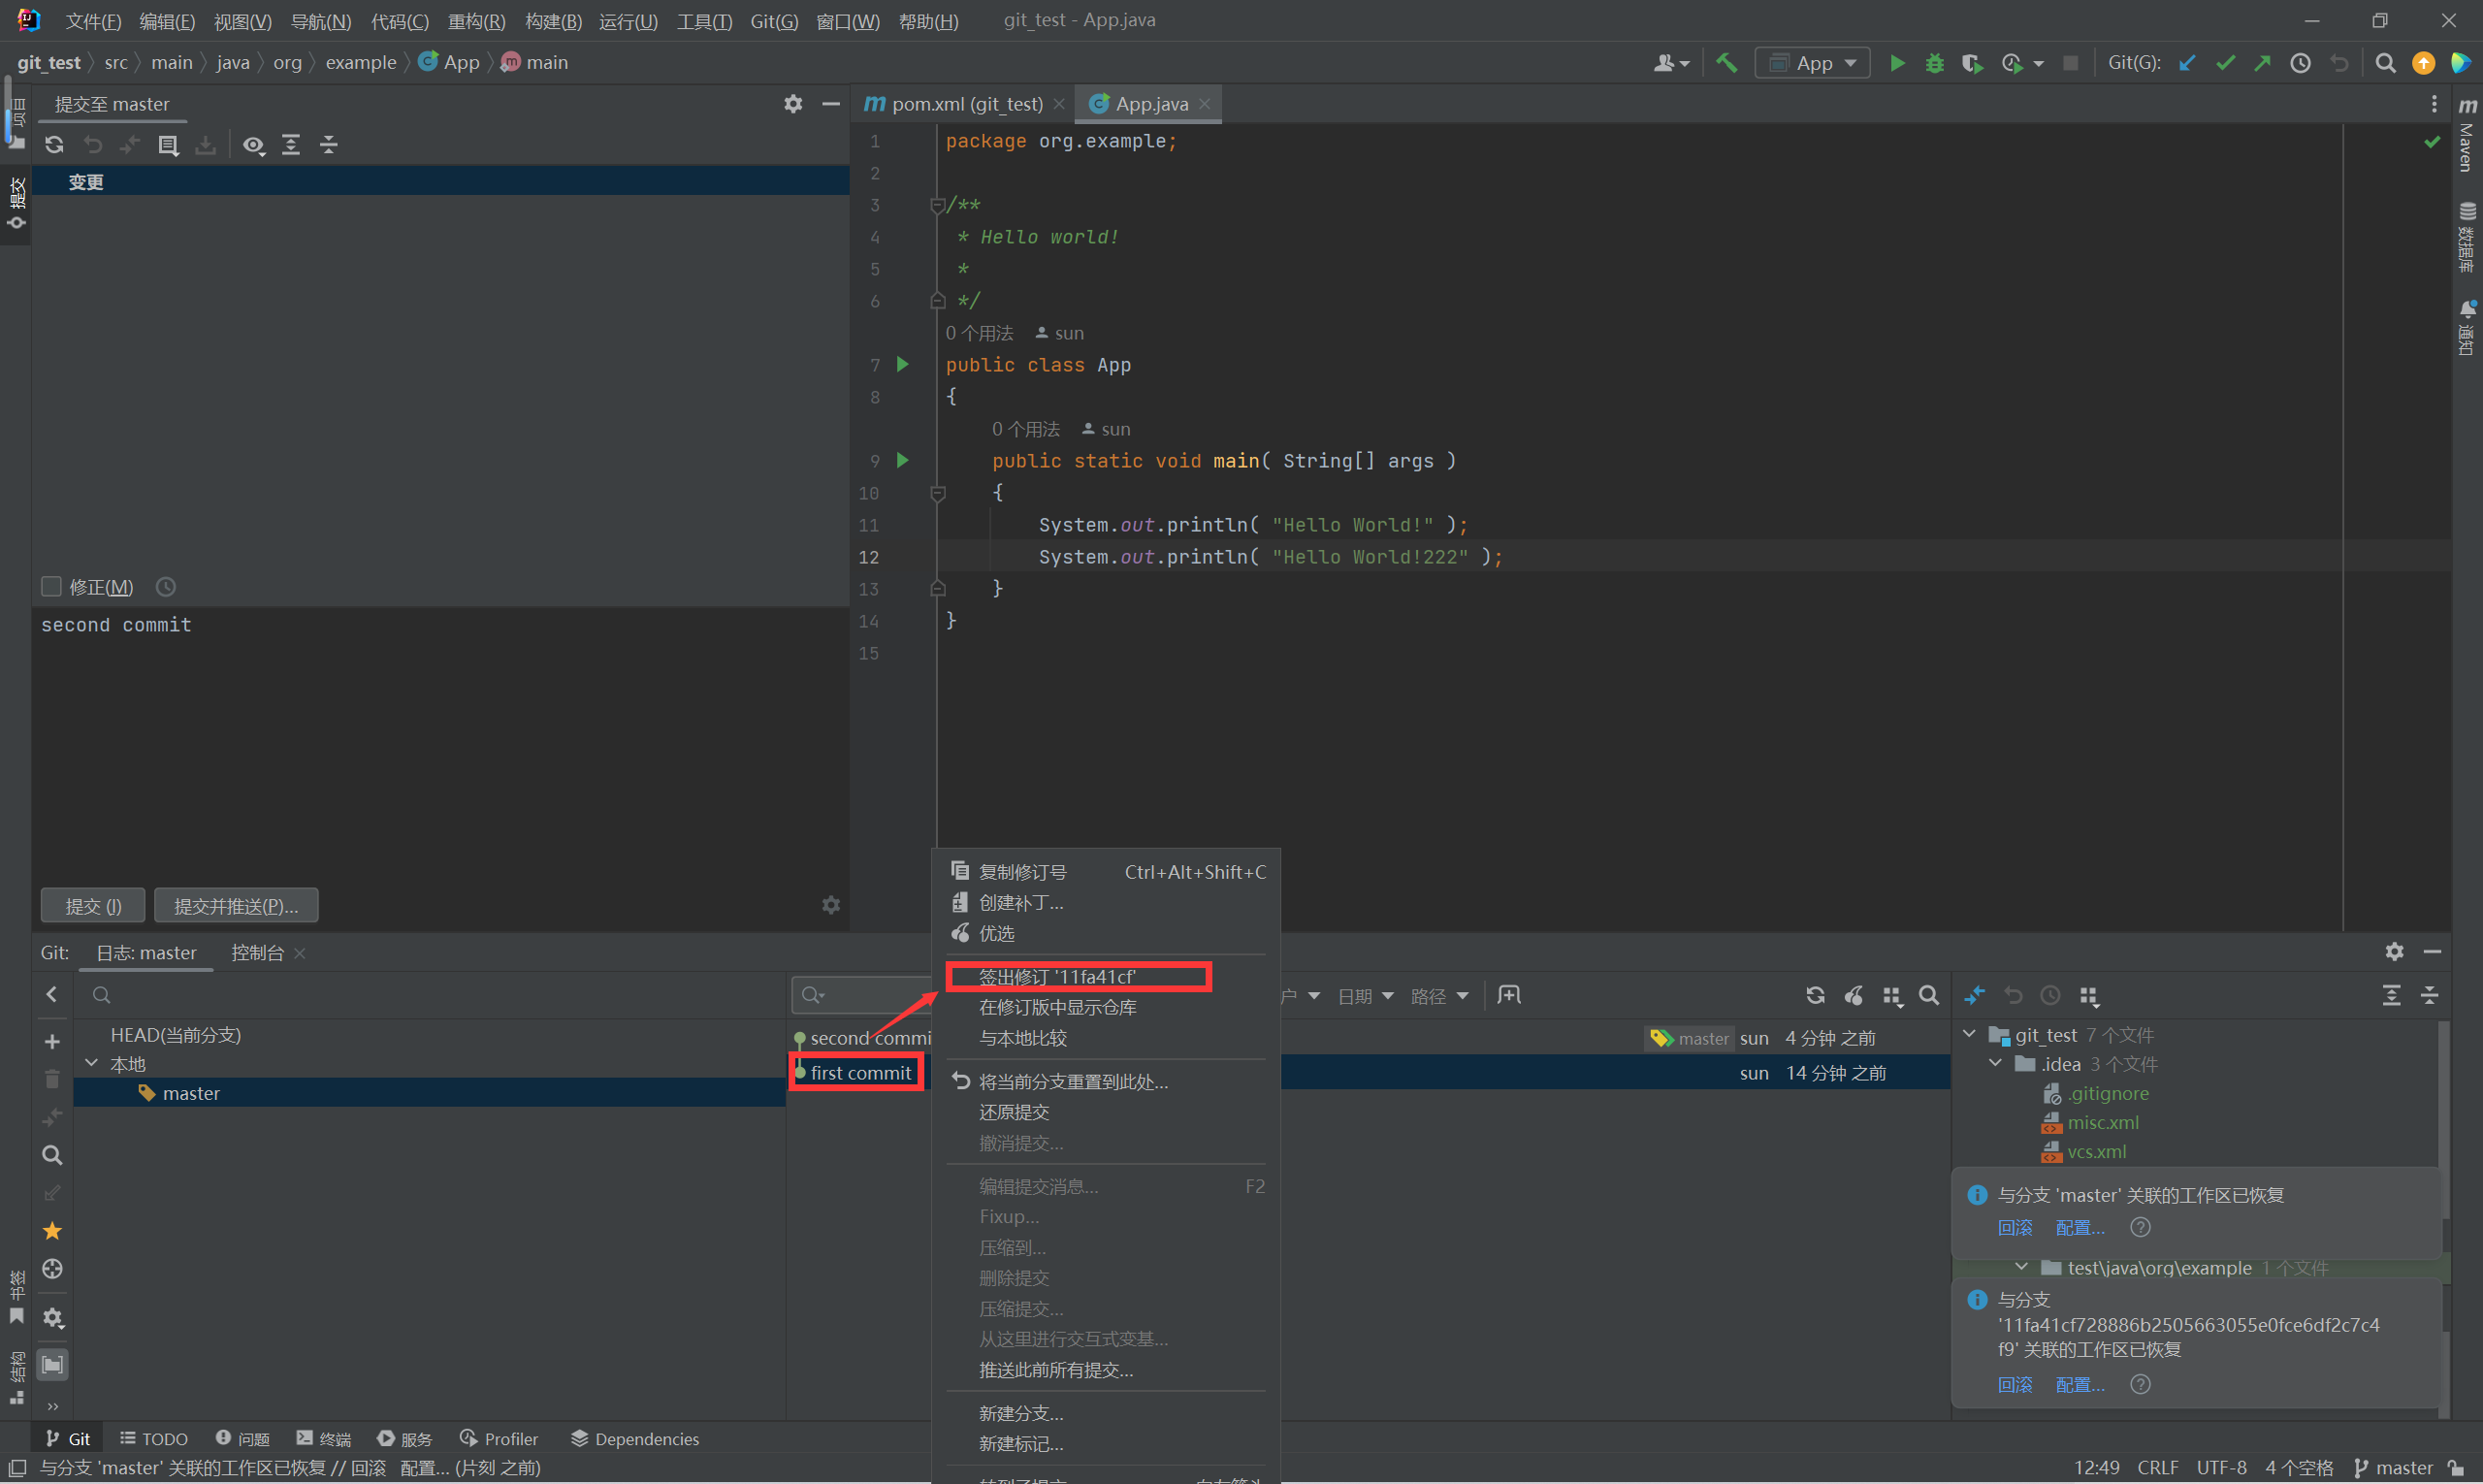 文件(F) 编辑(E) 视图(V) 导航(N) 代码(C) 重构(R) 构建(B) 运行(U) 工具(T) Git(G) 窗口(W) 帮助(H) git_test - App.java
git_test src main java org example App main
App Git(G):
项目
提交
书签
结构
提交至 master
变更
修正(M)
second commit
提交 (I) 提交并推送(P)...
pom.xml (git_test) App.java
1 package org.example;
2
3 /**
4 * Hello world!
5 *
6 */
0 个用法 sun
7 public class App
8 {
0 个用法 sun
9 public static void main( String[] args )
10 {
11 System.out.println( "Hello World!" );
12 System.out.println( "Hello World!222" );
13 }
14 }
15
m Maven
数据库
通知
复制修订号 Ctrl+Alt+Shift+C
创建补丁...
优选
签出修订 '11fa41cf'
在修订版中显示仓库
与本地比较
将当前分支重置到此处...
还原提交
撤消提交...
编辑提交消息... F2
Fixup...
压缩到...
删除提交
压缩提交...
从这里进行交互式变基...
推送此前所有提交...
新建分支...
新建标记...
Git: 日志: master 控制台
户 日期 路径
HEAD(当前分支)
本地
master
second commi master sun 4 分钟 之前
first commit sun 14 分钟 之前
git_test 7 个文件
.idea 3 个文件
.gitignore
misc.xml
vcs.xml
与分支 'master' 关联的工作区已恢复
回滚 配置...
test\java\org\example 1 个文件
与分支
'11fa41cf728886b2505663055e0fce6df2c7c4
f9' 关联的工作区已恢复
回滚 配置...
Git TODO 问题 终端 服务 Profiler Dependencies
与分支 'master' 关联的工作区已恢复 // 回滚 配置... (片刻 之前) 12:49 CRLF UTF-8 4 个空格 master